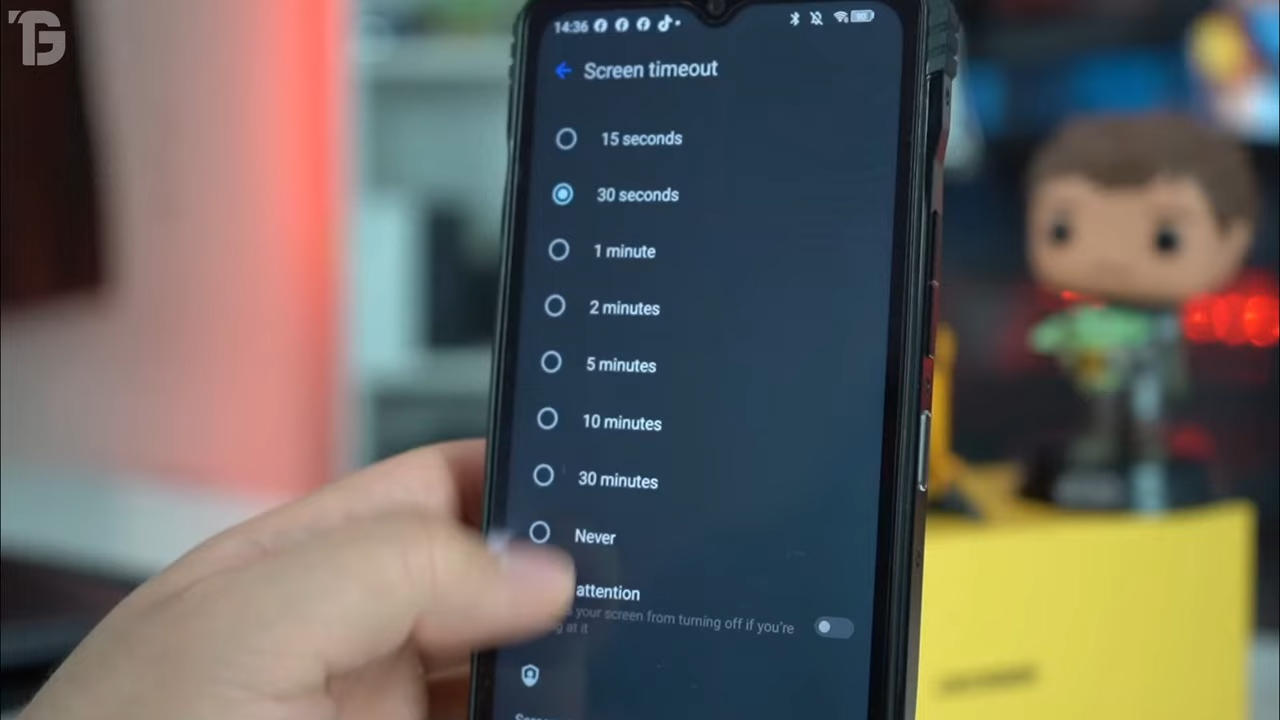 TG
14:36
Screen timeout
15 seconds
30 seconds
1 minute
2 minutes
5 minutes
10 minutes
30 minutes
Never
attention
your screen from turning off if you're
at it